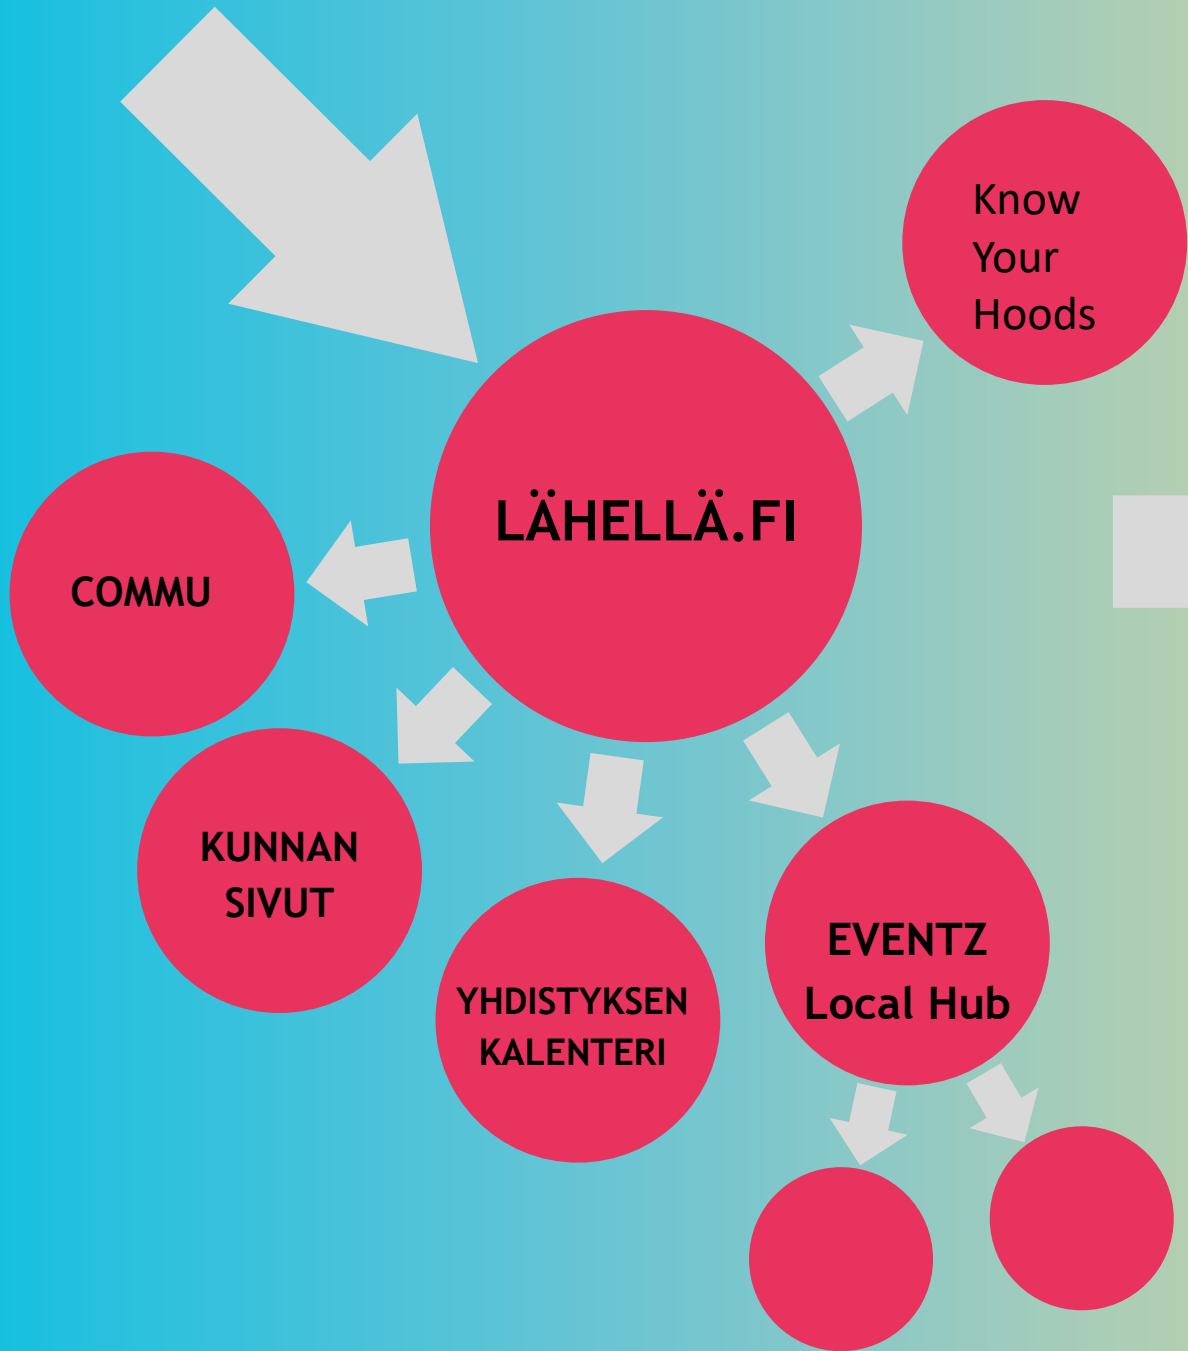 Know
Your
Hoods
LÄHELLÄ.FI
COMMU
KUNNAN
SIVUT
YHDISTYKSEN
KALENTERI
EVENTZ
Local Hub